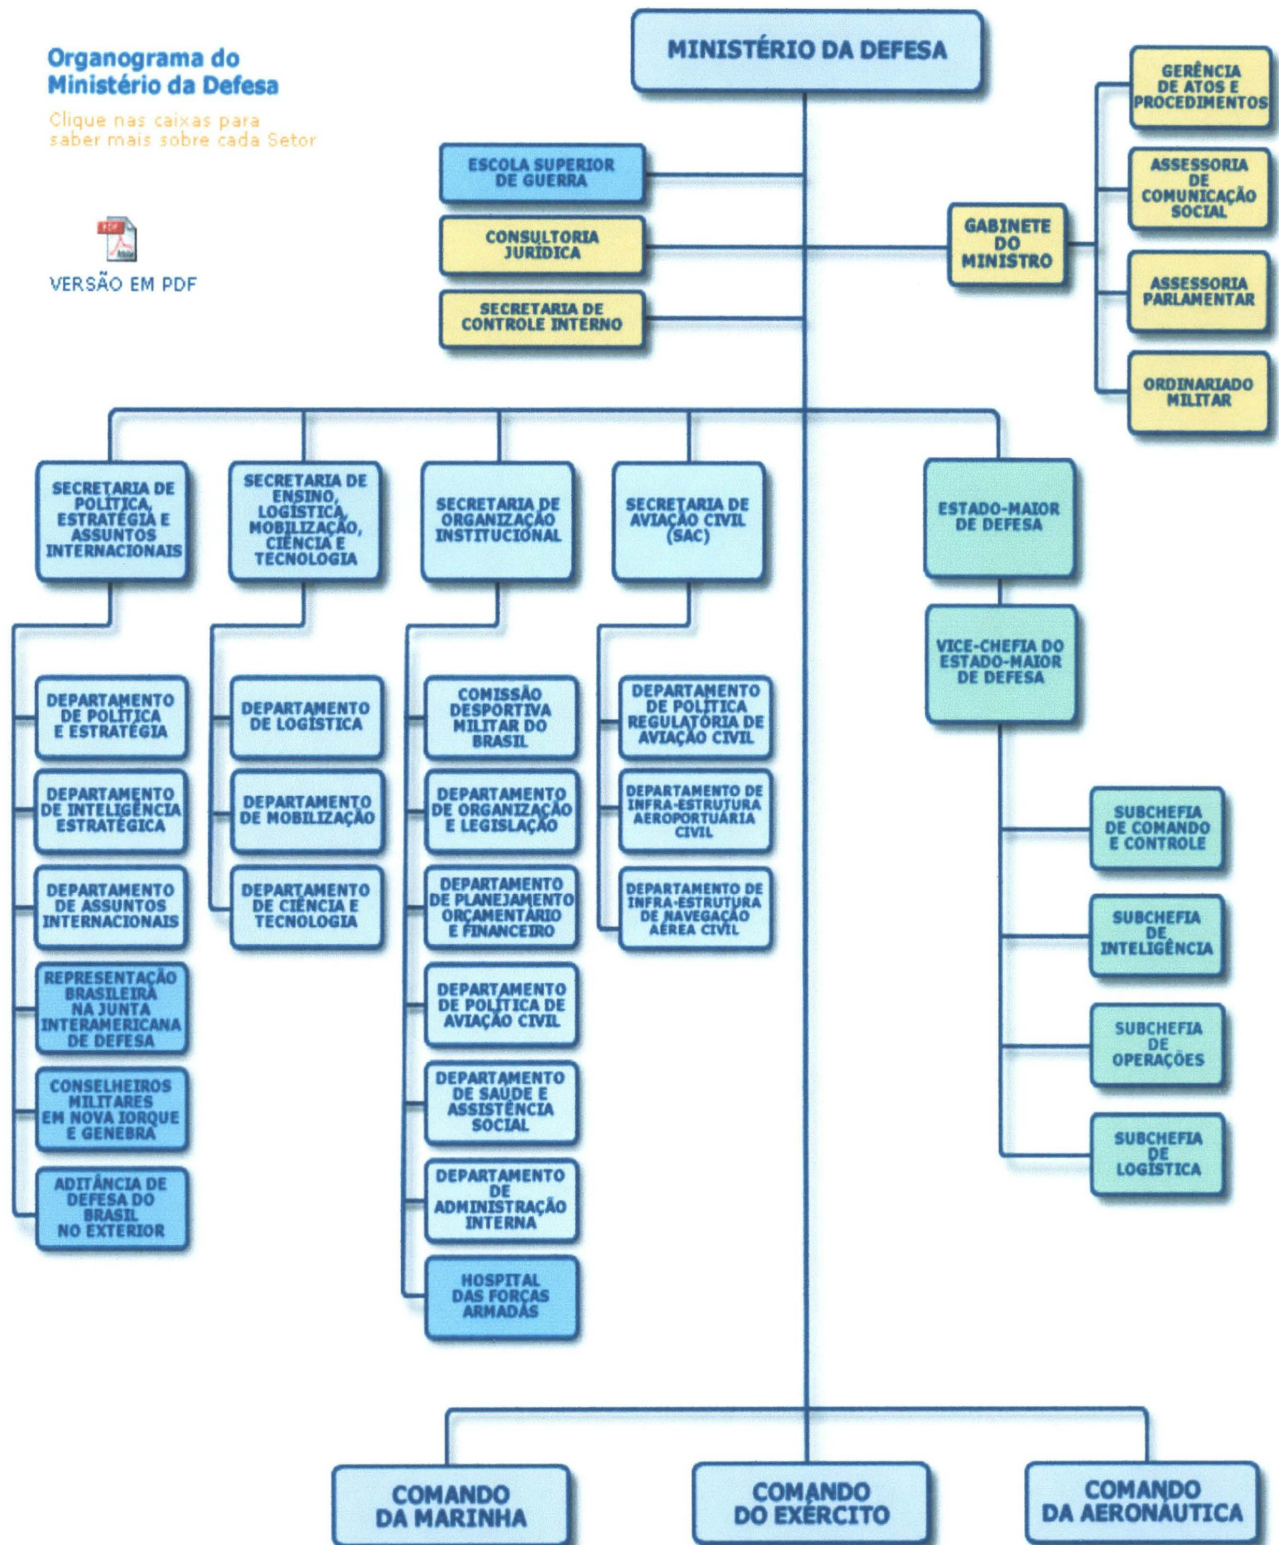 Organograma do
Ministério da Defesa
Clique nas caixas para
saber mais sobre cada Setor
PDF
Adobe
VERSÃO EM PDF
MINISTÉRIO DA DEFESA
ESCOLA SUPERIOR
DE GUERRA
CONSULTORIA
JURÍDICA
SECRETARIA DE
CONTROLE INTERNO
GABINETE
DO
MINISTRO
GERÊNCIA
DE ATOS E
PROCEDIMENTOS
ASSESSORIA
DE
COMUNICAÇÃO
SOCIAL
ASSESSORIA
PARLAMENTAR
ORDINARIADO
MILITAR
SECRETARIA DE
POLÍTICA,
ESTRATÉGIA E
ASSUNTOS
INTERNACIONAIS
SECRETARIA DE
ENSINO,
LOGÍSTICA,
MOBILIZAÇÃO,
CIÊNCIA E
TECNOLOGIA
SECRETARIA DE
ORGANIZAÇÃO
INSTITUCIONAL
SECRETARIA DE
AVIAÇÃO CIVIL
(SAC)
ESTADO-MAIOR
DE DEFESA
VICE-CHEFIA DO
ESTADO-MAIOR
DE DEFESA
DEPARTAMENTO
DE POLÍTICA
E ESTRATÉGIA
DEPARTAMENTO
DE INTELIGÊNCIA
ESTRATÉGICA
DEPARTAMENTO
DE ASSUNTOS
INTERNACIONAIS
REPRESENTAÇÃO
BRASILEIRA
NA JUNTA
INTERAMERICANA
DE DEFESA
CONSELHEIROS
MILITARES
EM NOVA IORQUE
E GENEBRA
ADITÂNCIA DE
DEFESA DO
BRASIL
NO EXTERIOR
DEPARTAMENTO
DE LOGÍSTICA
DEPARTAMENTO
DE MOBILIZAÇÃO
DEPARTAMENTO
DE CIÊNCIA E
TECNOLOGIA
COMISSÃO
DESPORTIVA
MILITAR DO
BRASIL
DEPARTAMENTO
DE ORGANIZAÇÃO
E LEGISLAÇÃO
DEPARTAMENTO
DE PLANEJAMENTO
ORÇAMENTÁRIO
E FINANCEIRO
DEPARTAMENTO
DE POLÍTICA DE
AVIAÇÃO CIVIL
DEPARTAMENTO
DE SAÚDE E
ASSISTÊNCIA
SOCIAL
DEPARTAMENTO
DE
ADMINISTRAÇÃO
INTERNA
HOSPITAL
DAS FORÇAS
ARMADAS
DEPARTAMENTO
DE POLÍTICA
REGULATÓRIA DE
AVIAÇÃO CIVIL
DEPARTAMENTO DE
INFRA-ESTRUTURA
AEROPORTUÁRIA
CIVIL
DEPARTAMENTO DE
INFRA-ESTRUTURA
DE NAVEGAÇÃO
AÉREA CIVIL
SUBCHEFIA
DE COMANDO
E CONTROLE
SUBCHEFIA
DE
INTELIGÊNCIA
SUBCHEFIA
DE
OPERAÇÕES
SUBCHEFIA
DE
LOGÍSTICA
COMANDO
DA MARINHA
COMANDO
DO EXÉRCITO
COMANDO
DA AERONÁUTICA